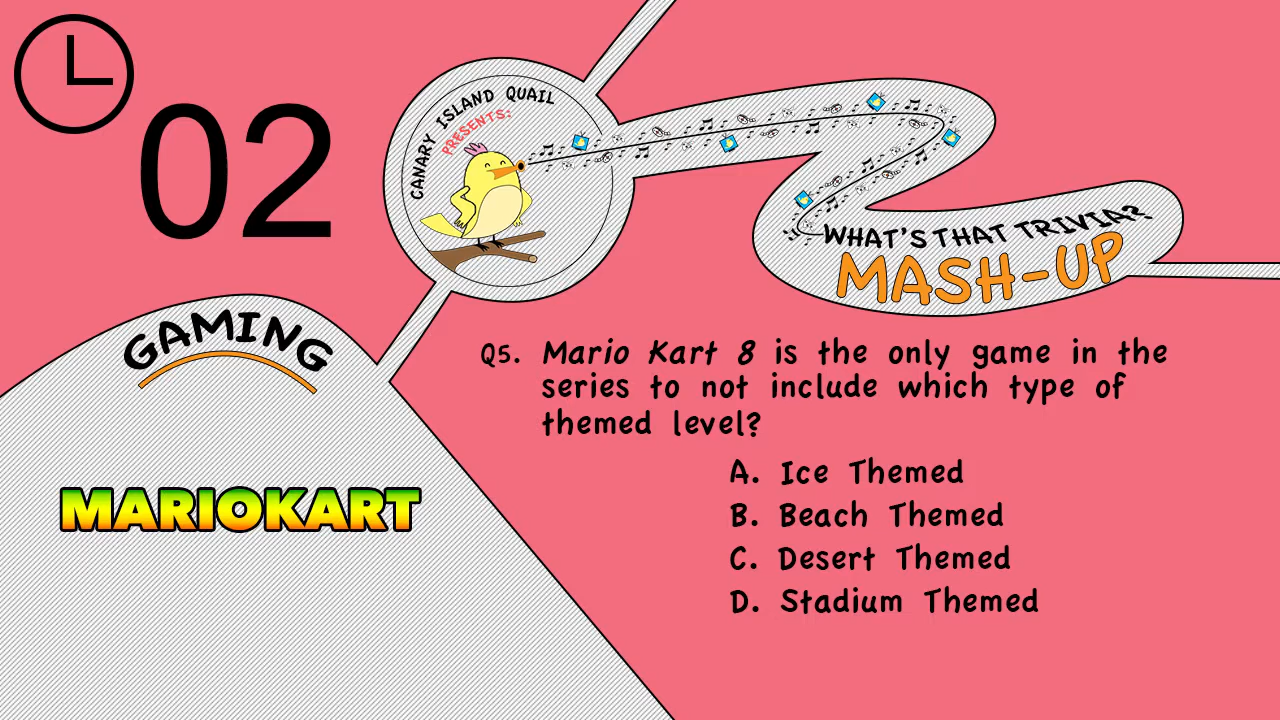 02
CANARY ISLAND QUAIL
PRESENTS:
WHAT'S THAT TRIVIA?
MASH-UP
GAMING
MARIOKART
Q5. Mario Kart 8 is the only game in the
series to not include which type of
themed level?
A. Ice Themed
B. Beach Themed
C. Desert Themed
D. Stadium Themed